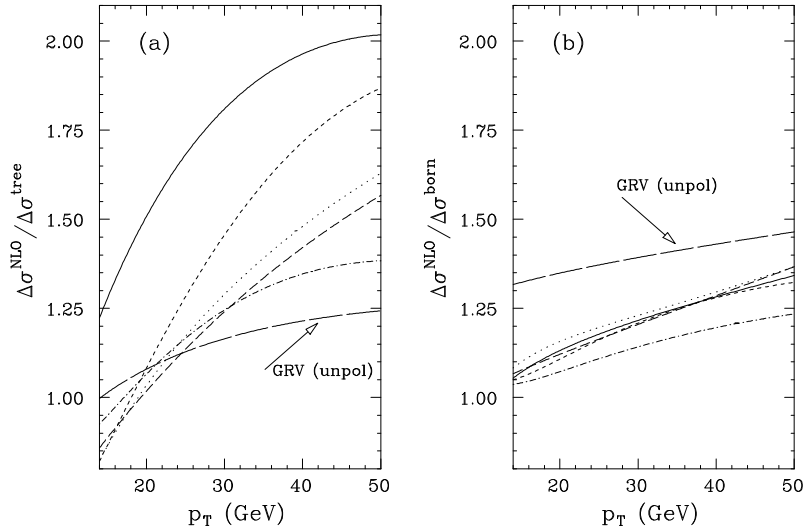 (a)
2.00
1.75
1.50
1.25
1.00
Δσ^NLO/Δσ^tree
GRV (unpol)
20 30 40 50
p_T (GeV)
(b)
2.00
1.75
1.50
1.25
1.00
Δσ^NLO/Δσ^born
GRV (unpol)
20 30 40 50
p_T (GeV)